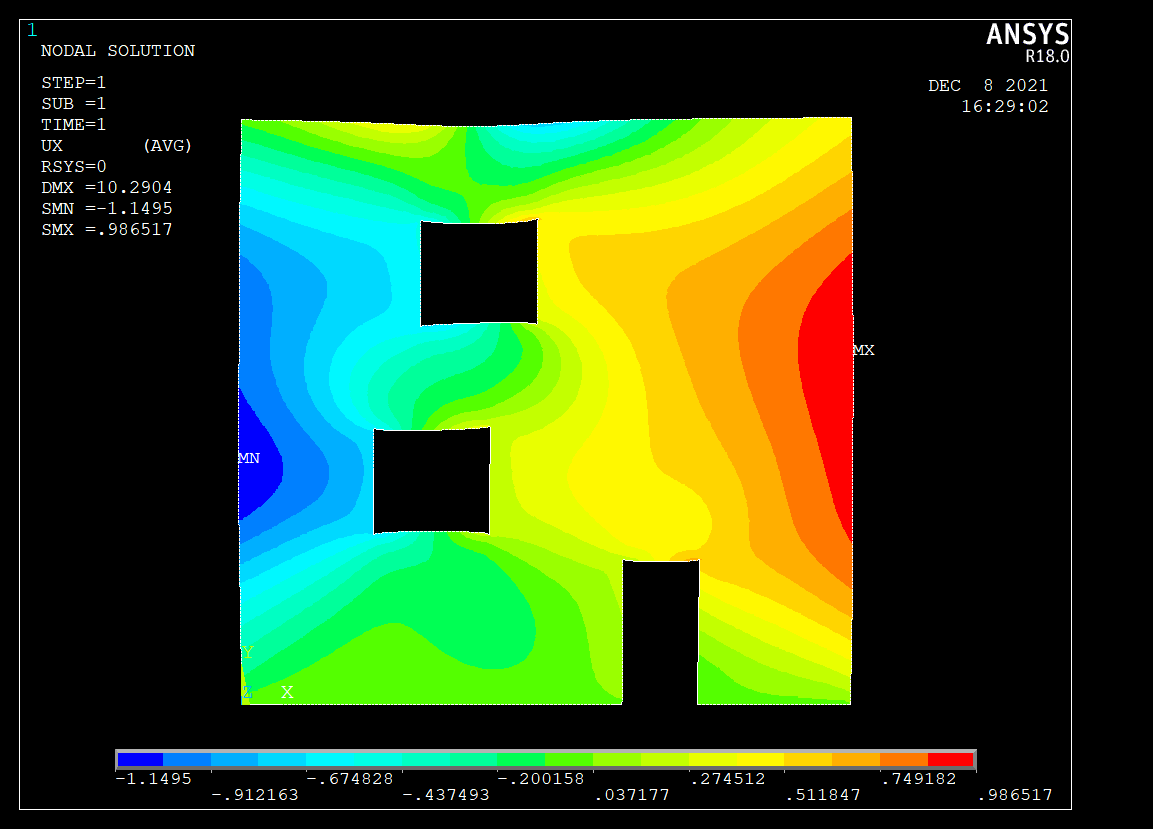 1
ANSYS
R18.0
NODAL SOLUTION
STEP=1
SUB =1
TIME=1
UX (AVG)
RSYS=0
DMX =10.2904
SMN =-1.1495
SMX =.986517
DEC 8 2021
16:29:02
MX
MN
Y
Z X
-1.1495 -.674828 -.200158 .274512 .749182
-.912163 -.437493 .037177 .511847 .986517